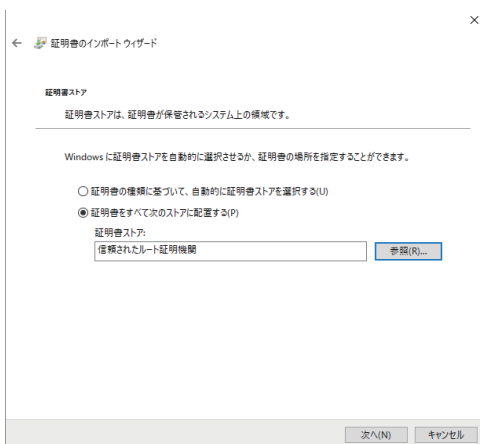 証明書のインポート ウィザード
証明書ストア
証明書ストアは、証明書が保管されるシステム上の領域です。
Windows に証明書ストアを自動的に選択させるか、証明書の場所を指定することができます。
証明書の種類に基づいて、自動的に証明書ストアを選択する(U)
証明書をすべて次のストアに配置する(P)
証明書ストア:
信頼されたルート証明機関
参照(R)...
次へ(N)
キャンセル